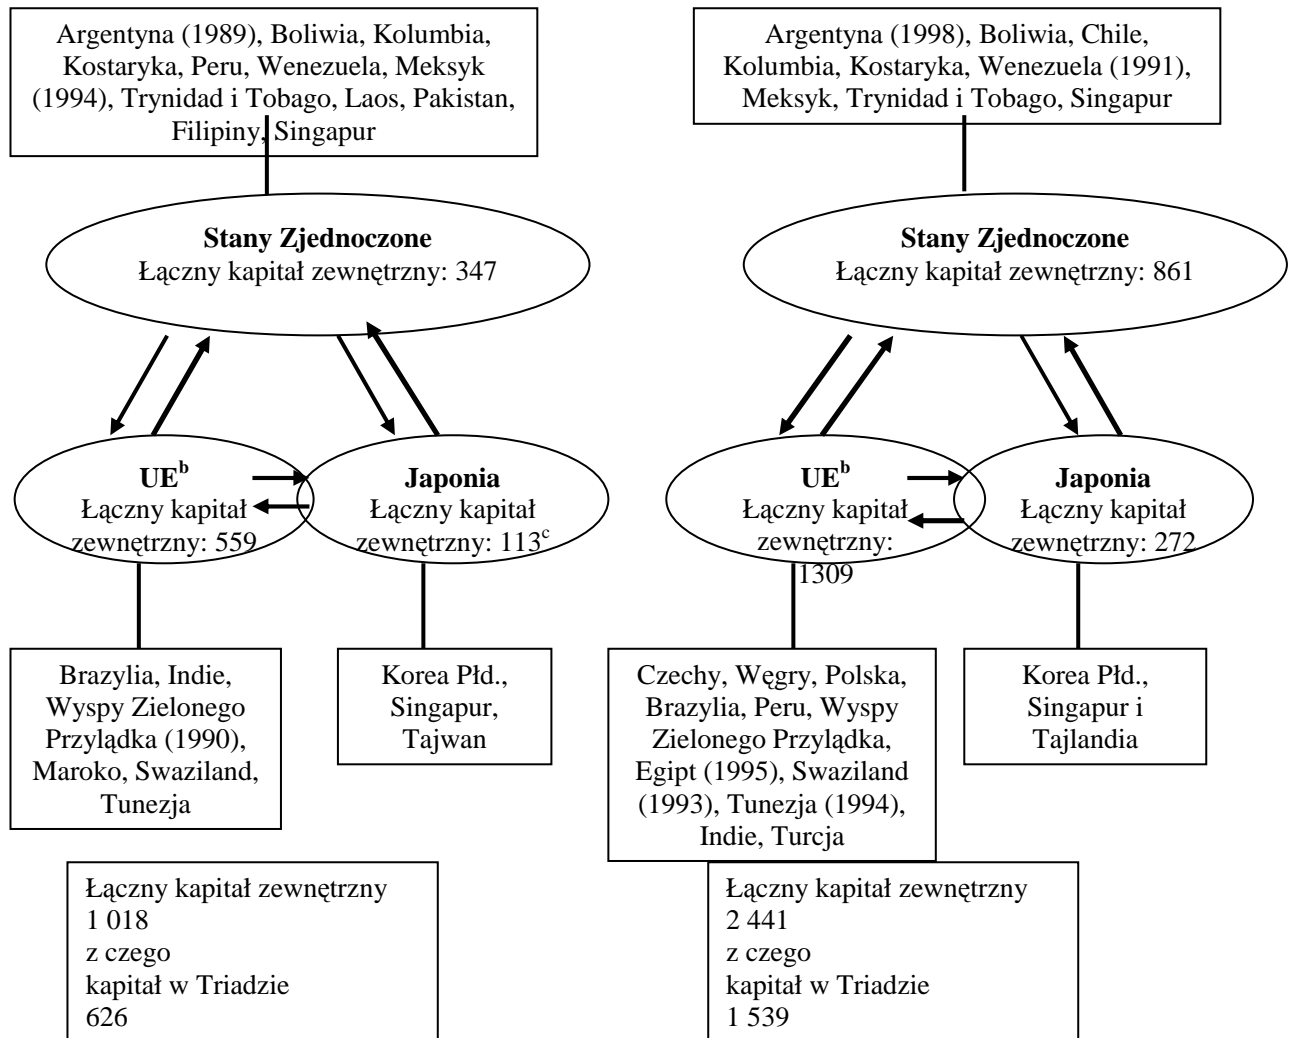 Argentyna (1989), Boliwia, Kolumbia,
Kostaryka, Peru, Wenezuela, Meksyk
(1994), Trynidad i Tobago, Laos, Pakistan,
Filipiny, Singapur
Stany Zjednoczone
Łączny kapitał zewnętrzny: 347
UEᵇ
Łączny kapitał
zewnętrzny: 559
Japonia
Łączny kapitał
zewnętrzny: 113ᶜ
Brazylia, Indie,
Wyspy Zielonego
Przylądka (1990),
Maroko, Swaziland,
Tunezja
Korea Płd.,
Singapur,
Tajwan
Łączny kapitał zewnętrzny
1 018
z czego
kapitał w Triadzie
626
Argentyna (1998), Boliwia, Chile,
Kolumbia, Kostaryka, Wenezuela (1991),
Meksyk, Trynidad i Tobago, Singapur
Stany Zjednoczone
Łączny kapitał zewnętrzny: 861
UEᵇ
Łączny kapitał
zewnętrzny:
1309
Japonia
Łączny kapitał
zewnętrzny: 272
Czechy, Węgry, Polska,
Brazylia, Peru, Wyspy
Zielonego Przylądka,
Egipt (1995), Swaziland
(1993), Tunezja (1994),
Indie, Turcja
Korea Płd.,
Singapur i
Tajlandia
Łączny kapitał zewnętrzny
2 441
z czego
kapitał w Triadzie
1 539